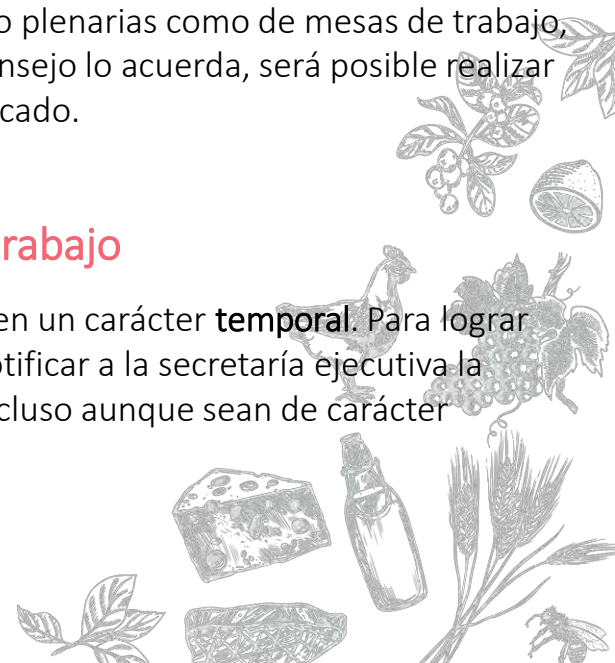 o plenarias como de mesas de trabajo,
nsejo lo acuerda, será posible realizar
cado.
rabajo
en un carácter temporal. Para lograr
otificar a la secretaría ejecutiva la
cluso aunque sean de carácter